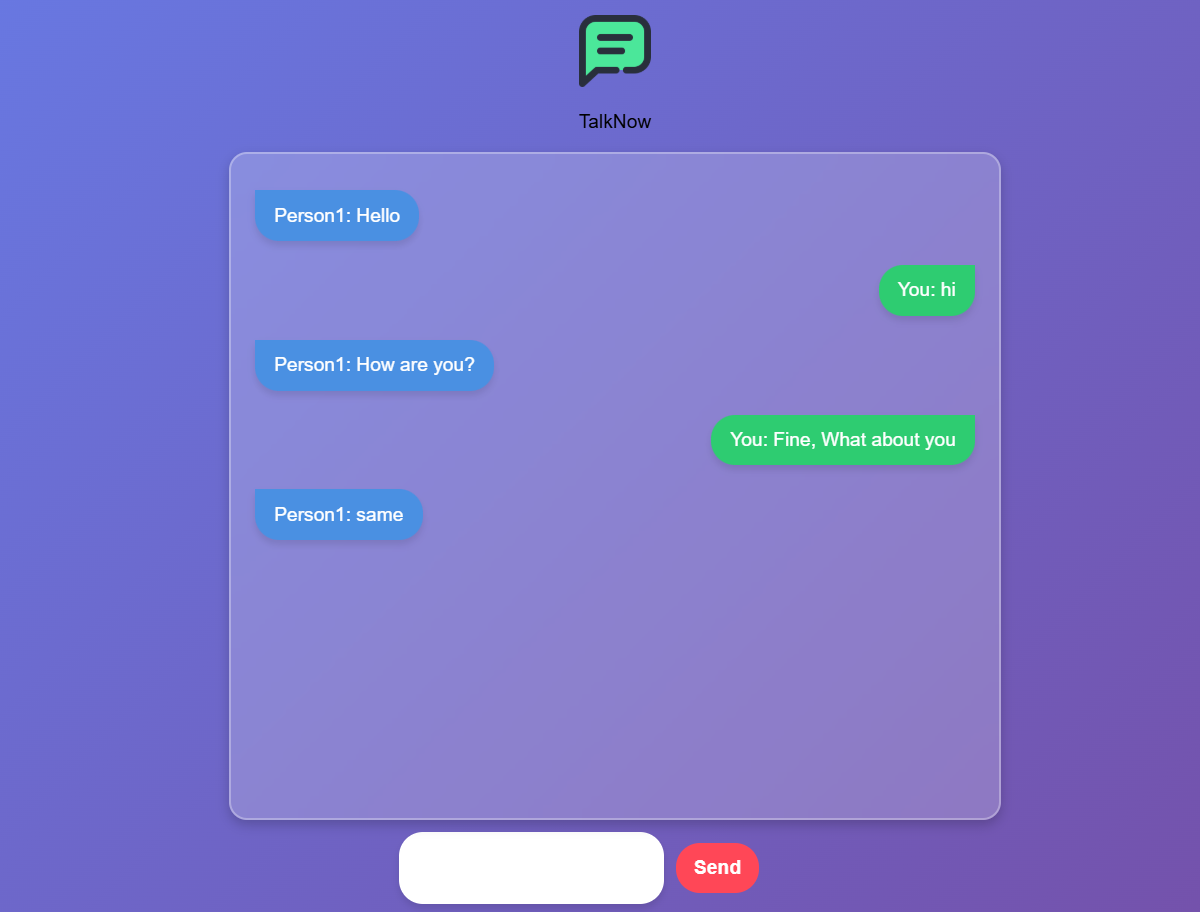 TalkNow
Person1: Hello
You: hi
Person1: How are you?
You: Fine, What about you
Person1: same
Send